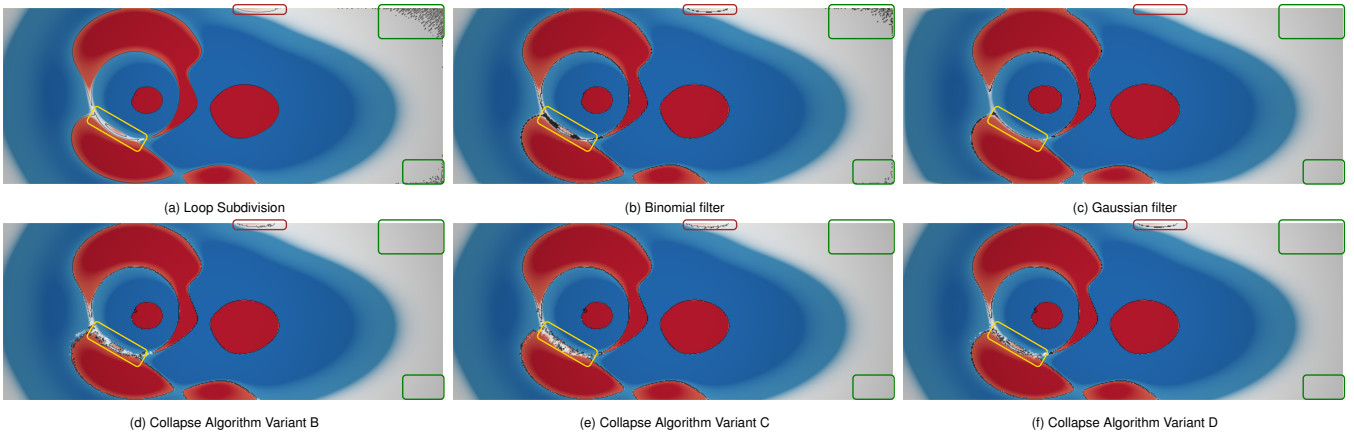 (a) Loop Subdivision
(b) Binomial filter
(c) Gaussian filter
(d) Collapse Algorithm Variant B
(e) Collapse Algorithm Variant C
(f) Collapse Algorithm Variant D